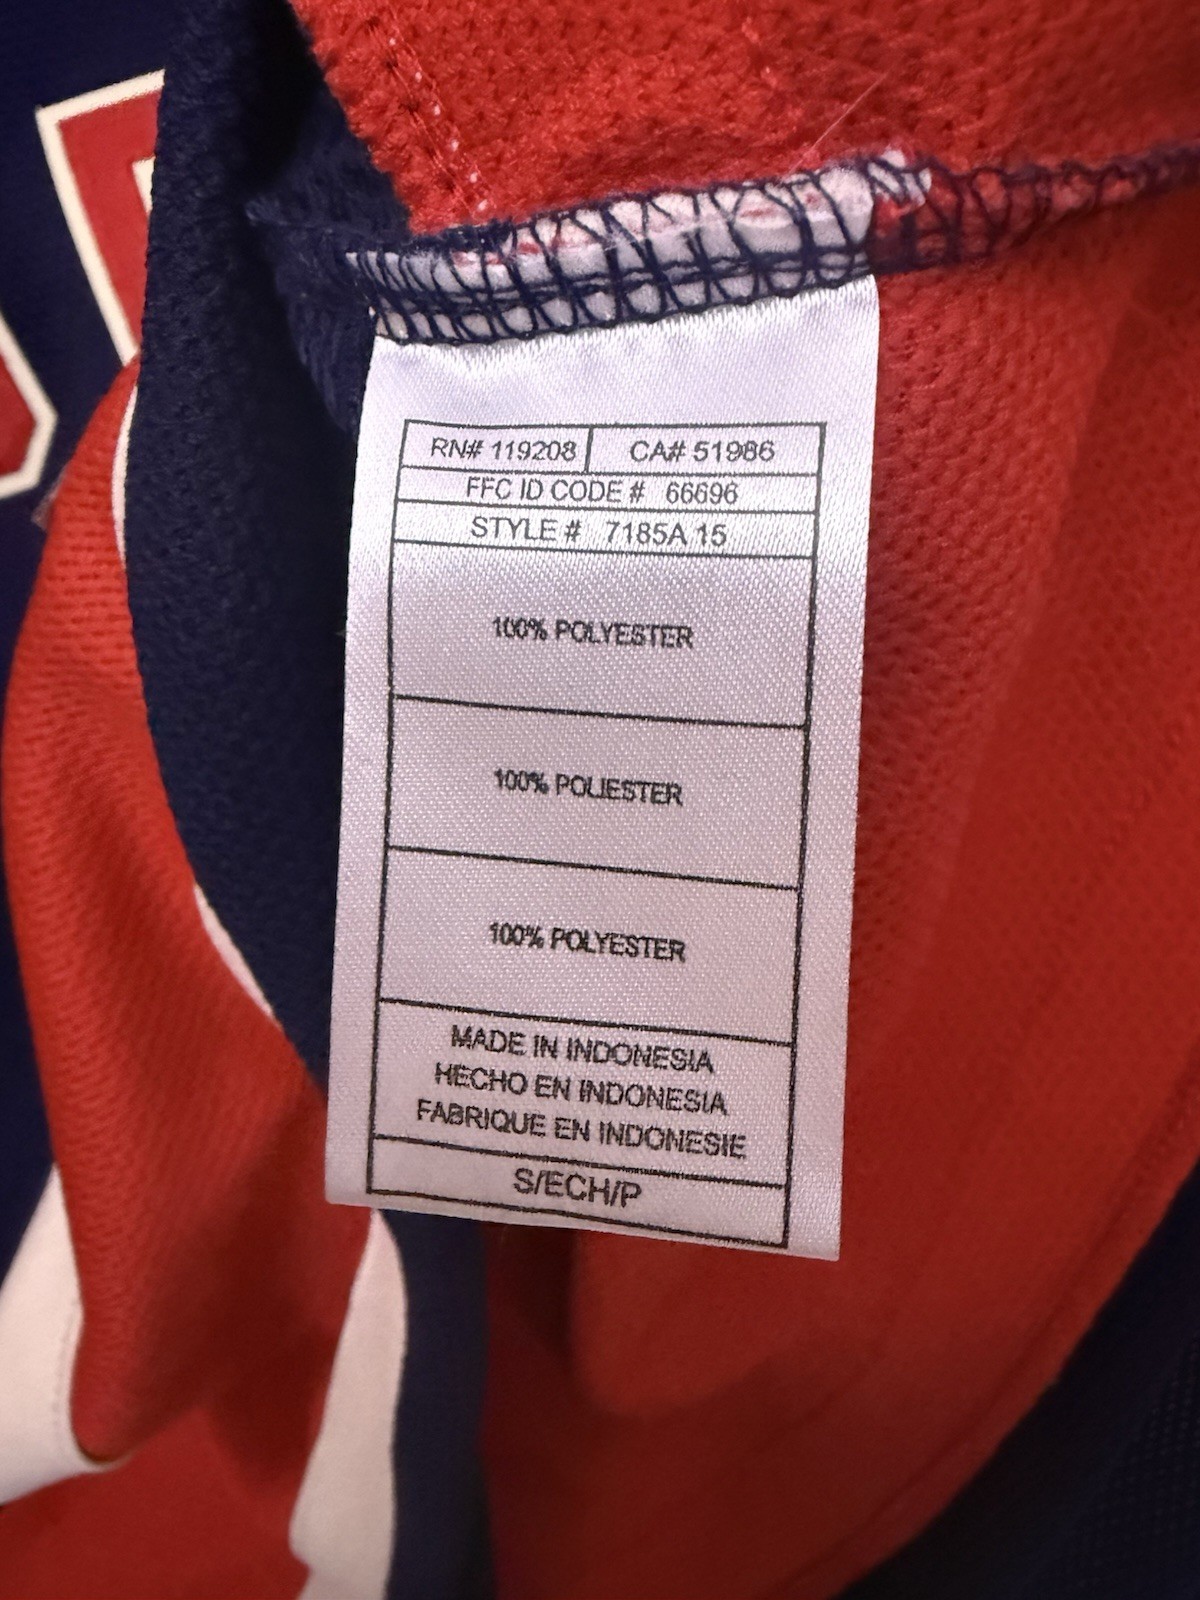 RN# 119208 CA# 51986
FFC ID CODE # 66696
STYLE # 7185A 15
100% POLYESTER
100% POLIESTER
100% POLYESTER
MADE IN INDONESIA
HECHO EN INDONESIA
FABRIQUE EN INDONESIE
S/ECH/P